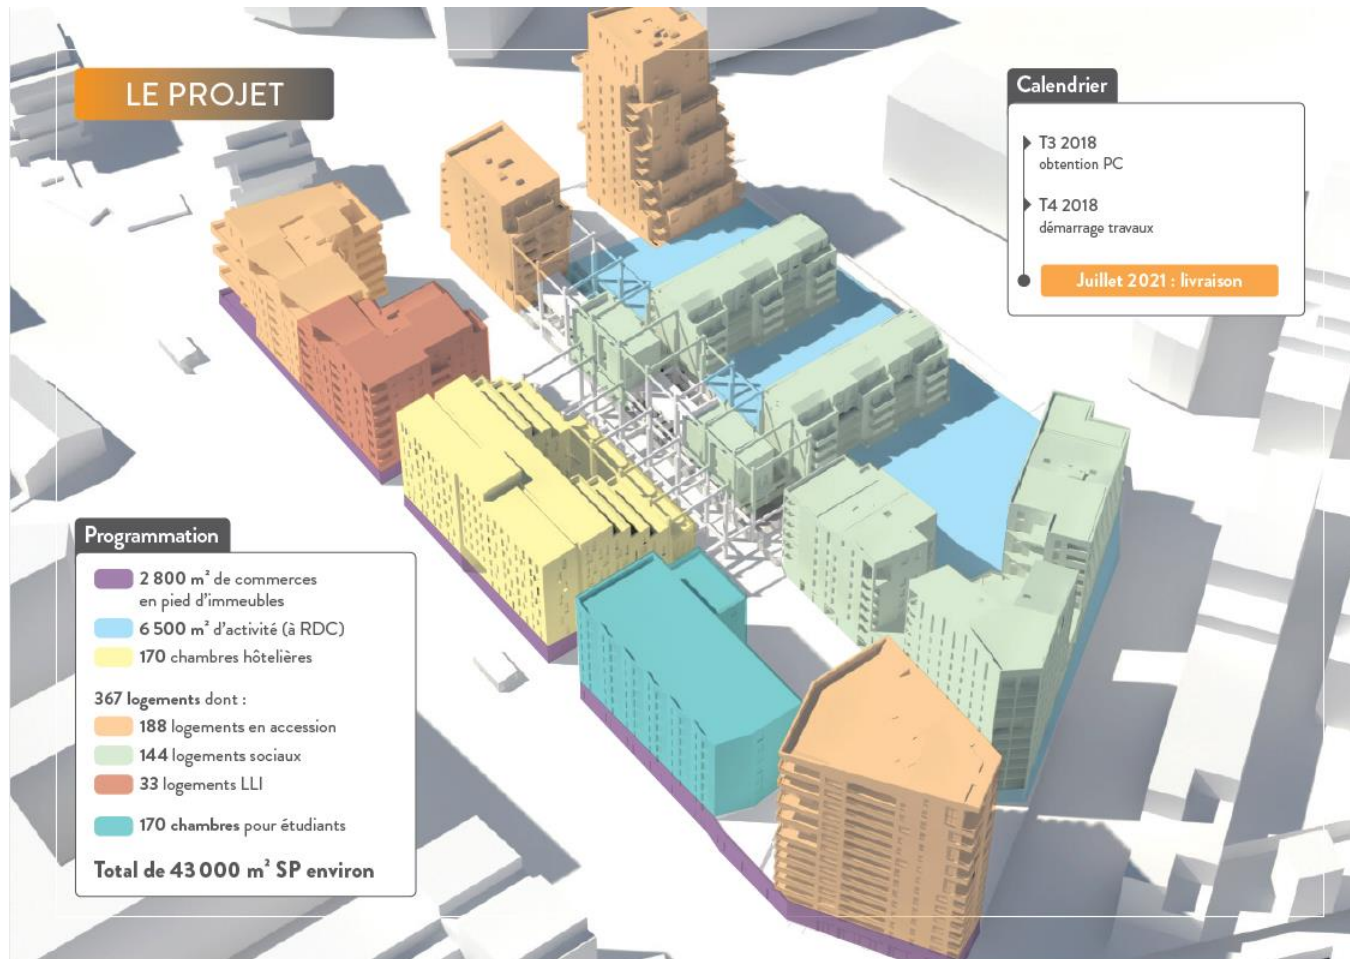 LE PROJET
Calendrier
T3 2018
obtention PC
T4 2018
démarrage travaux
Juillet 2021 : livraison
Programmation
2 800 m² de commerces
en pied d'immeubles
6 500 m² d'activité (à RDC)
170 chambres hôtelières
367 logements dont :
188 logements en accession
144 logements sociaux
33 logements LLI
170 chambres pour étudiants
Total de 43 000 m² SP environ